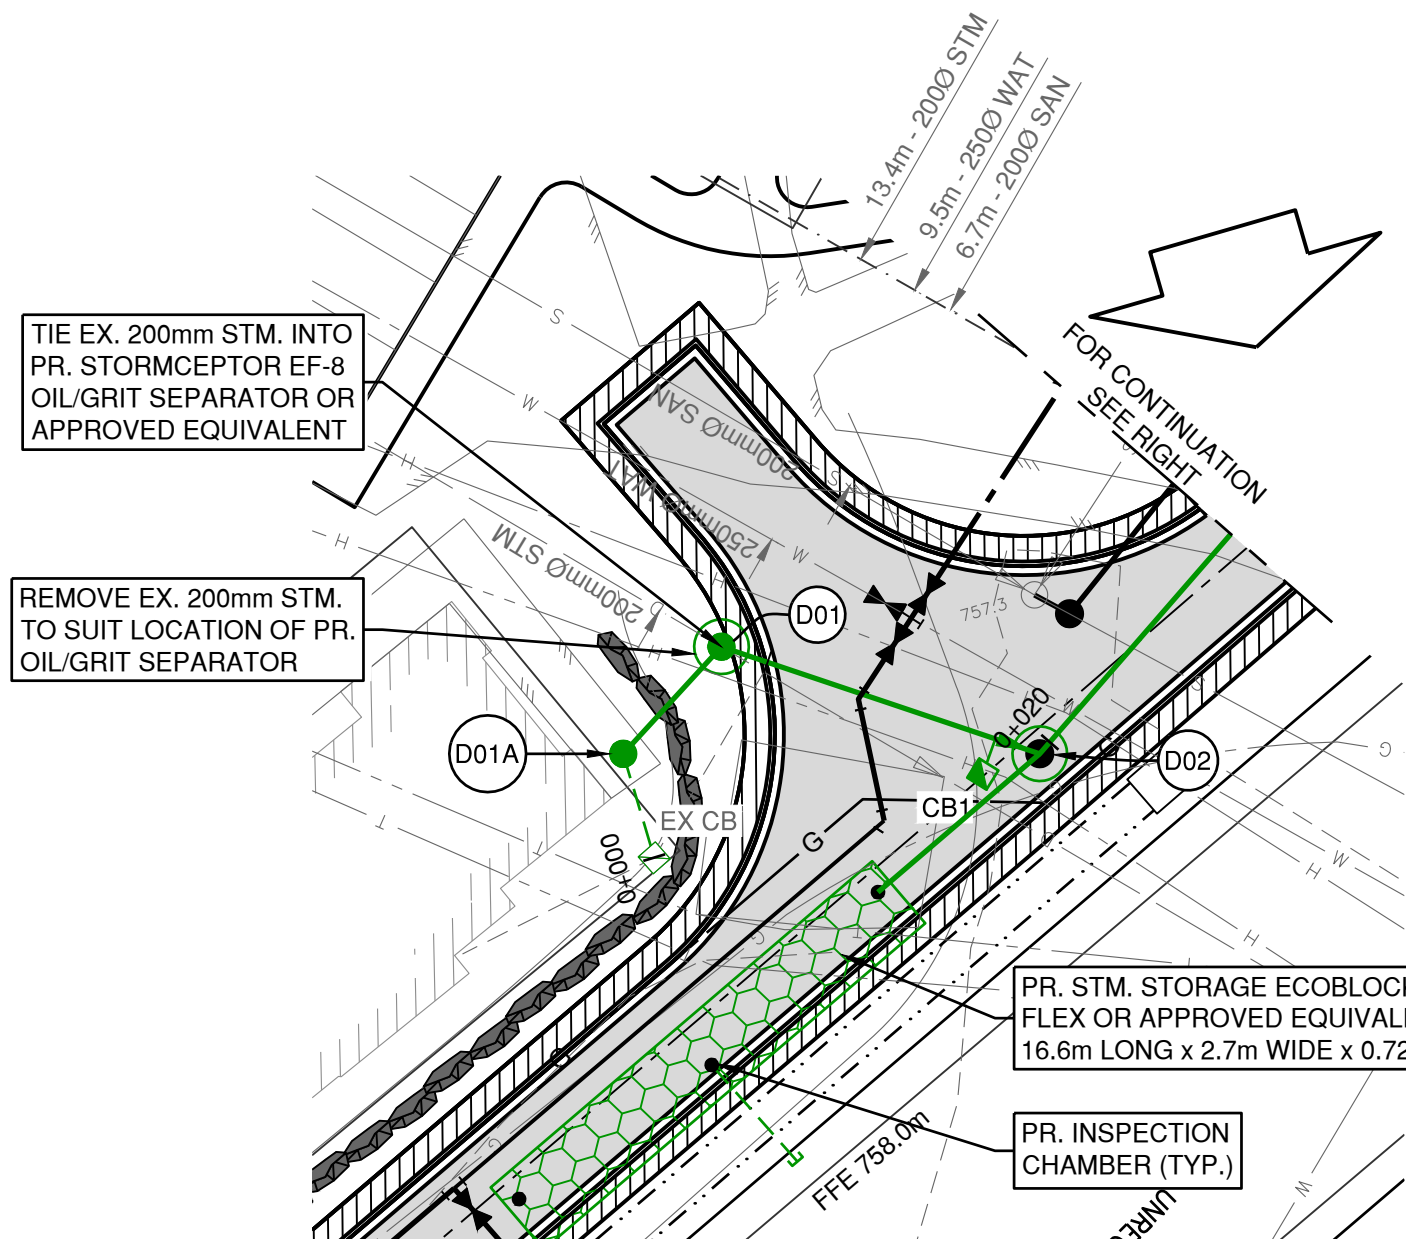 13.4m - 200Ø STM
9.5m - 250Ø WAT
6.7m - 200Ø SAN
TIE EX. 200mm STM. INTO
PR. STORMCEPTOR EF-8
OIL/GRIT SEPARATOR OR
APPROVED EQUIVALENT
FOR CONTINUATION
SEE RIGHT
S
W
H
200mmØ SAN
S
250mmØ WAT
W
200mmØ STM
H
REMOVE EX. 200mm STM.
TO SUIT LOCATION OF PR.
OIL/GRIT SEPARATOR
D01
757.3
0+020
D01A
D02
G
CB1
EX CB
G
T
0+000
W
H
H
PR. STM. STORAGE ECOBLOC
FLEX OR APPROVED EQUIVAL
16.6m LONG x 2.7m WIDE x 0.72
PR. INSPECTION
CHAMBER (TYP.)
FFE 758.0m
G
W
UNRE